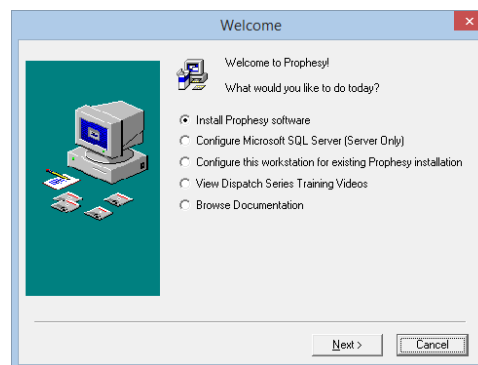 Welcome
Welcome to Prophesy!
What would you like to do today?
Install Prophesy software
Configure Microsoft SQL Server (Server Only)
Configure this workstation for existing Prophesy installation
View Dispatch Series Training Videos
Browse Documentation
Next >
Cancel